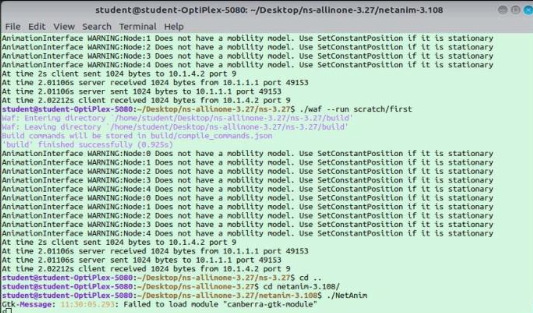 student@student-OptiPlex-5080: ~/Desktop/ns-allinone-3.27/netanim-3.108
File Edit View Search Terminal Help
AnimationInterface WARNING:Node:1 Does not have a mobility model. Use SetConstantPosition if it is stationary
AnimationInterface WARNING:Node:2 Does not have a mobility model. Use SetConstantPosition if it is stationary
AnimationInterface WARNING:Node:3 Does not have a mobility model. Use SetConstantPosition if it is stationary
AnimationInterface WARNING:Node:4 Does not have a mobility model. Use SetConstantPosition if it is stationary
At time 2s client sent 1024 bytes to 10.1.4.2 port 9
At time 2.01106s server received 1024 bytes from 10.1.1.1 port 49153
At time 2.01106s server sent 1024 bytes to 10.1.1.1 port 49153
At time 2.02212s client received 1024 bytes from 10.1.4.2 port 9
student@student-OptiPlex-5080:~/Desktop/ns-allinone-3.27/ns-3.27$ ./waf --run scratch/first
Waf: Entering directory `/home/student/Desktop/ns-allinone-3.27/ns-3.27/build'
Waf: Leaving directory `/home/student/Desktop/ns-allinone-3.27/ns-3.27/build'
Build commands will be stored in build/compile_commands.json
'build' finished successfully (0.925s)
AnimationInterface WARNING:Node:0 Does not have a mobility model. Use SetConstantPosition if it is stationary
AnimationInterface WARNING:Node:1 Does not have a mobility model. Use SetConstantPosition if it is stationary
AnimationInterface WARNING:Node:2 Does not have a mobility model. Use SetConstantPosition if it is stationary
AnimationInterface WARNING:Node:3 Does not have a mobility model. Use SetConstantPosition if it is stationary
AnimationInterface WARNING:Node:4 Does not have a mobility model. Use SetConstantPosition if it is stationary
AnimationInterface WARNING:Node:0 Does not have a mobility model. Use SetConstantPosition if it is stationary
AnimationInterface WARNING:Node:1 Does not have a mobility model. Use SetConstantPosition if it is stationary
AnimationInterface WARNING:Node:2 Does not have a mobility model. Use SetConstantPosition if it is stationary
AnimationInterface WARNING:Node:3 Does not have a mobility model. Use SetConstantPosition if it is stationary
AnimationInterface WARNING:Node:4 Does not have a mobility model. Use SetConstantPosition if it is stationary
At time 2s client sent 1024 bytes to 10.1.4.2 port 9
At time 2.01106s server received 1024 bytes from 10.1.1.1 port 49153
At time 2.01106s server sent 1024 bytes to 10.1.1.1 port 49153
At time 2.02212s client received 1024 bytes from 10.1.4.2 port 9
student@student-OptiPlex-5080:~/Desktop/ns-allinone-3.27/ns-3.27$ cd ..
student@student-OptiPlex-5080:~/Desktop/ns-allinone-3.27$ cd netanim-3.108/
student@student-OptiPlex-5080:~/Desktop/ns-allinone-3.27/netanim-3.108$ ./NetAnim
Gtk-Message: 11:30:05.293: Failed to load module "canberra-gtk-module"
^C